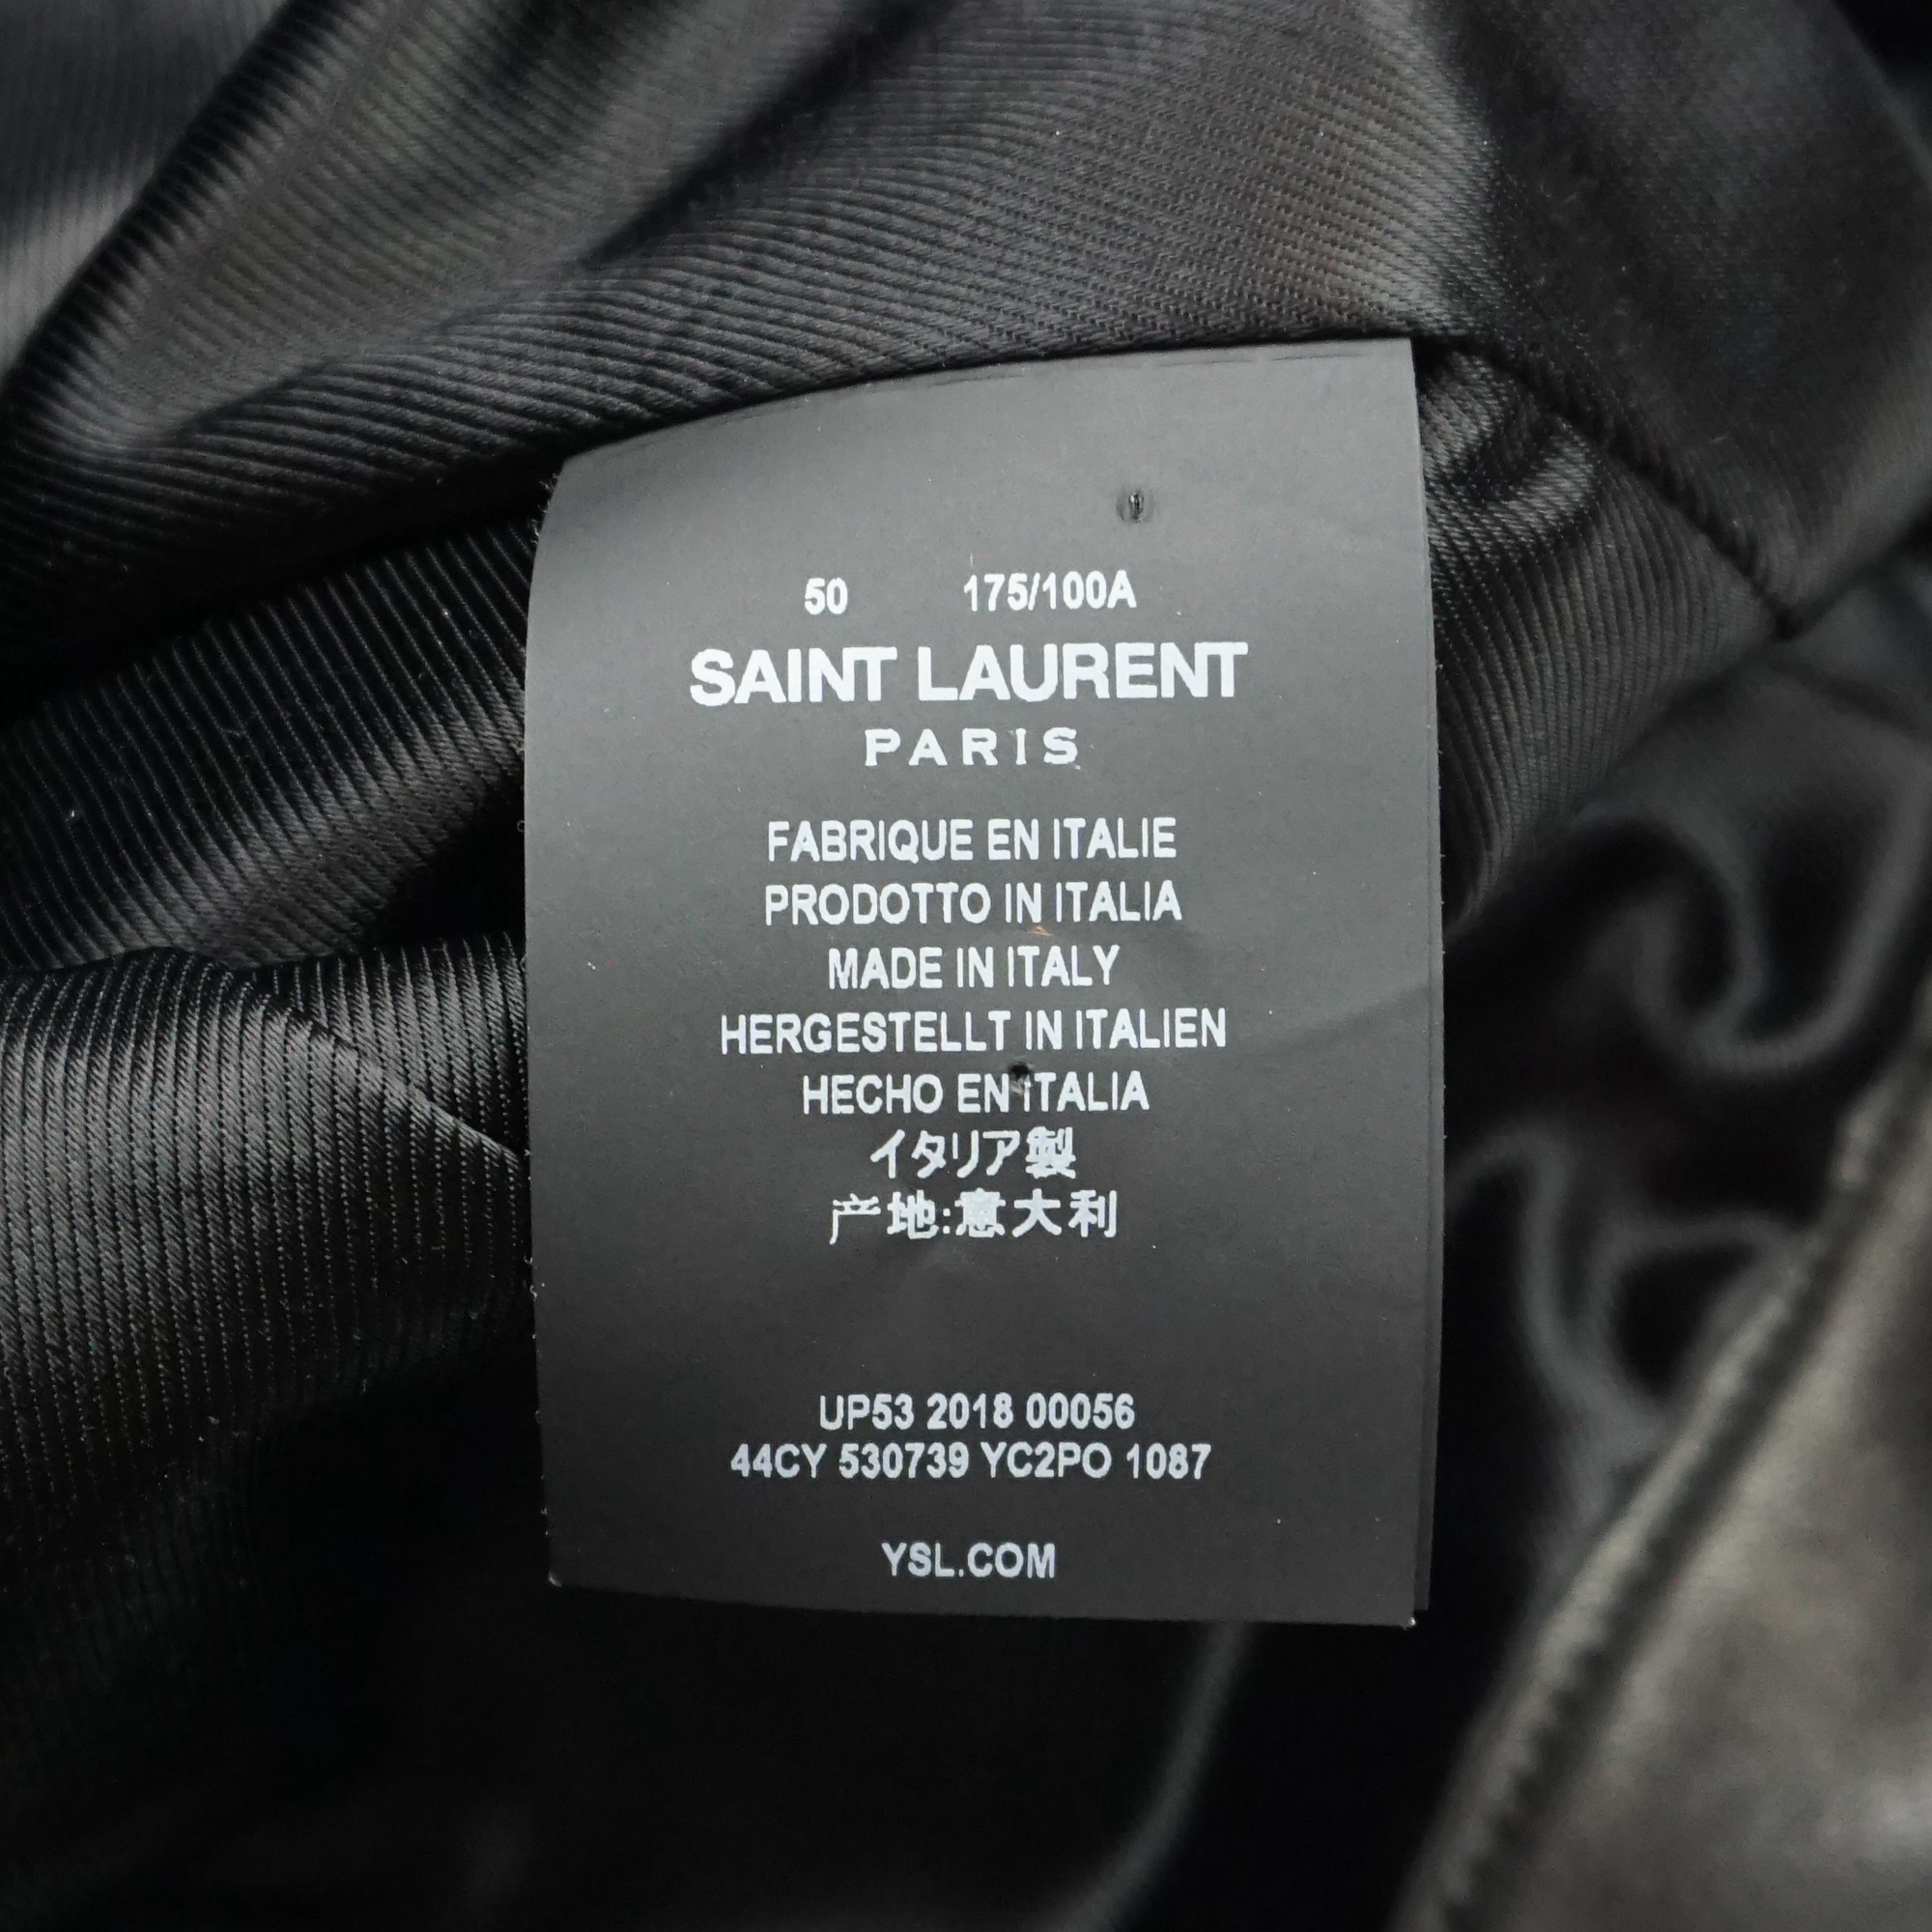 50 175/100A
SAINT LAURENT
PARIS
FABRIQUE EN ITALIE
PRODOTTO IN ITALIA
MADE IN ITALY
HERGESTELLT IN ITALIEN
HECHO EN ITALIA
イタリア製
产地:意大利
UP53 2018 00056
44CY 530739 YC2PO 1087
YSL.COM